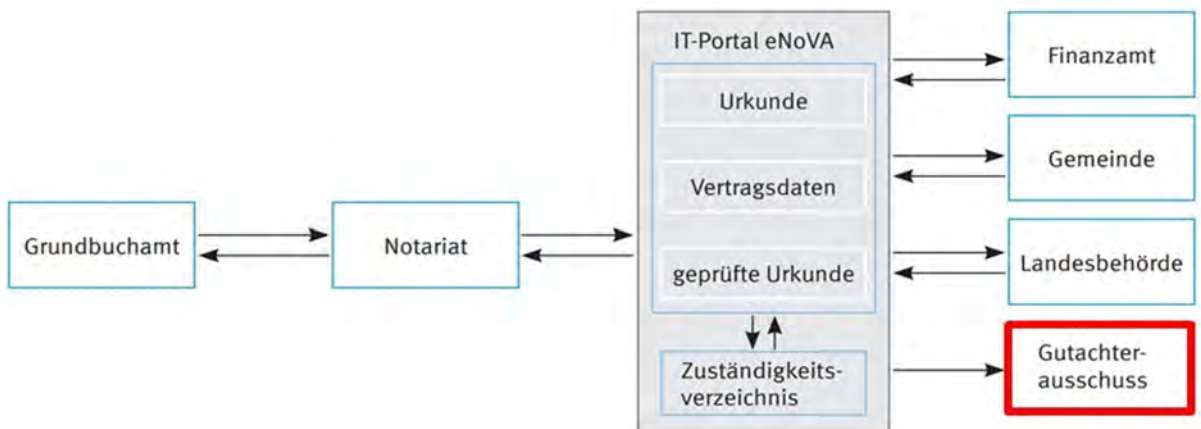 IT-Portal eNoVA
Urkunde
Vertragsdaten
geprüfte Urkunde
Zuständigkeits-
verzeichnis
Grundbuchamt
Notariat
Finanzamt
Gemeinde
Landesbehörde
Gutachter-
ausschuss